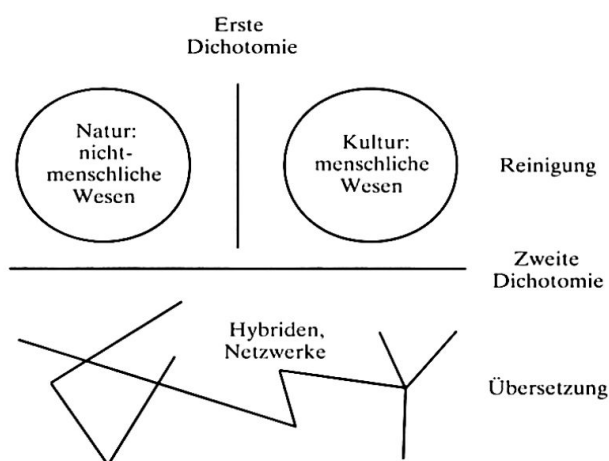 Erste
Dichotomie
Natur:
nicht-
menschliche
Wesen
Kultur:
menschliche
Wesen
Reinigung
Zweite
Dichotomie
Hybriden,
Netzwerke
Übersetzung